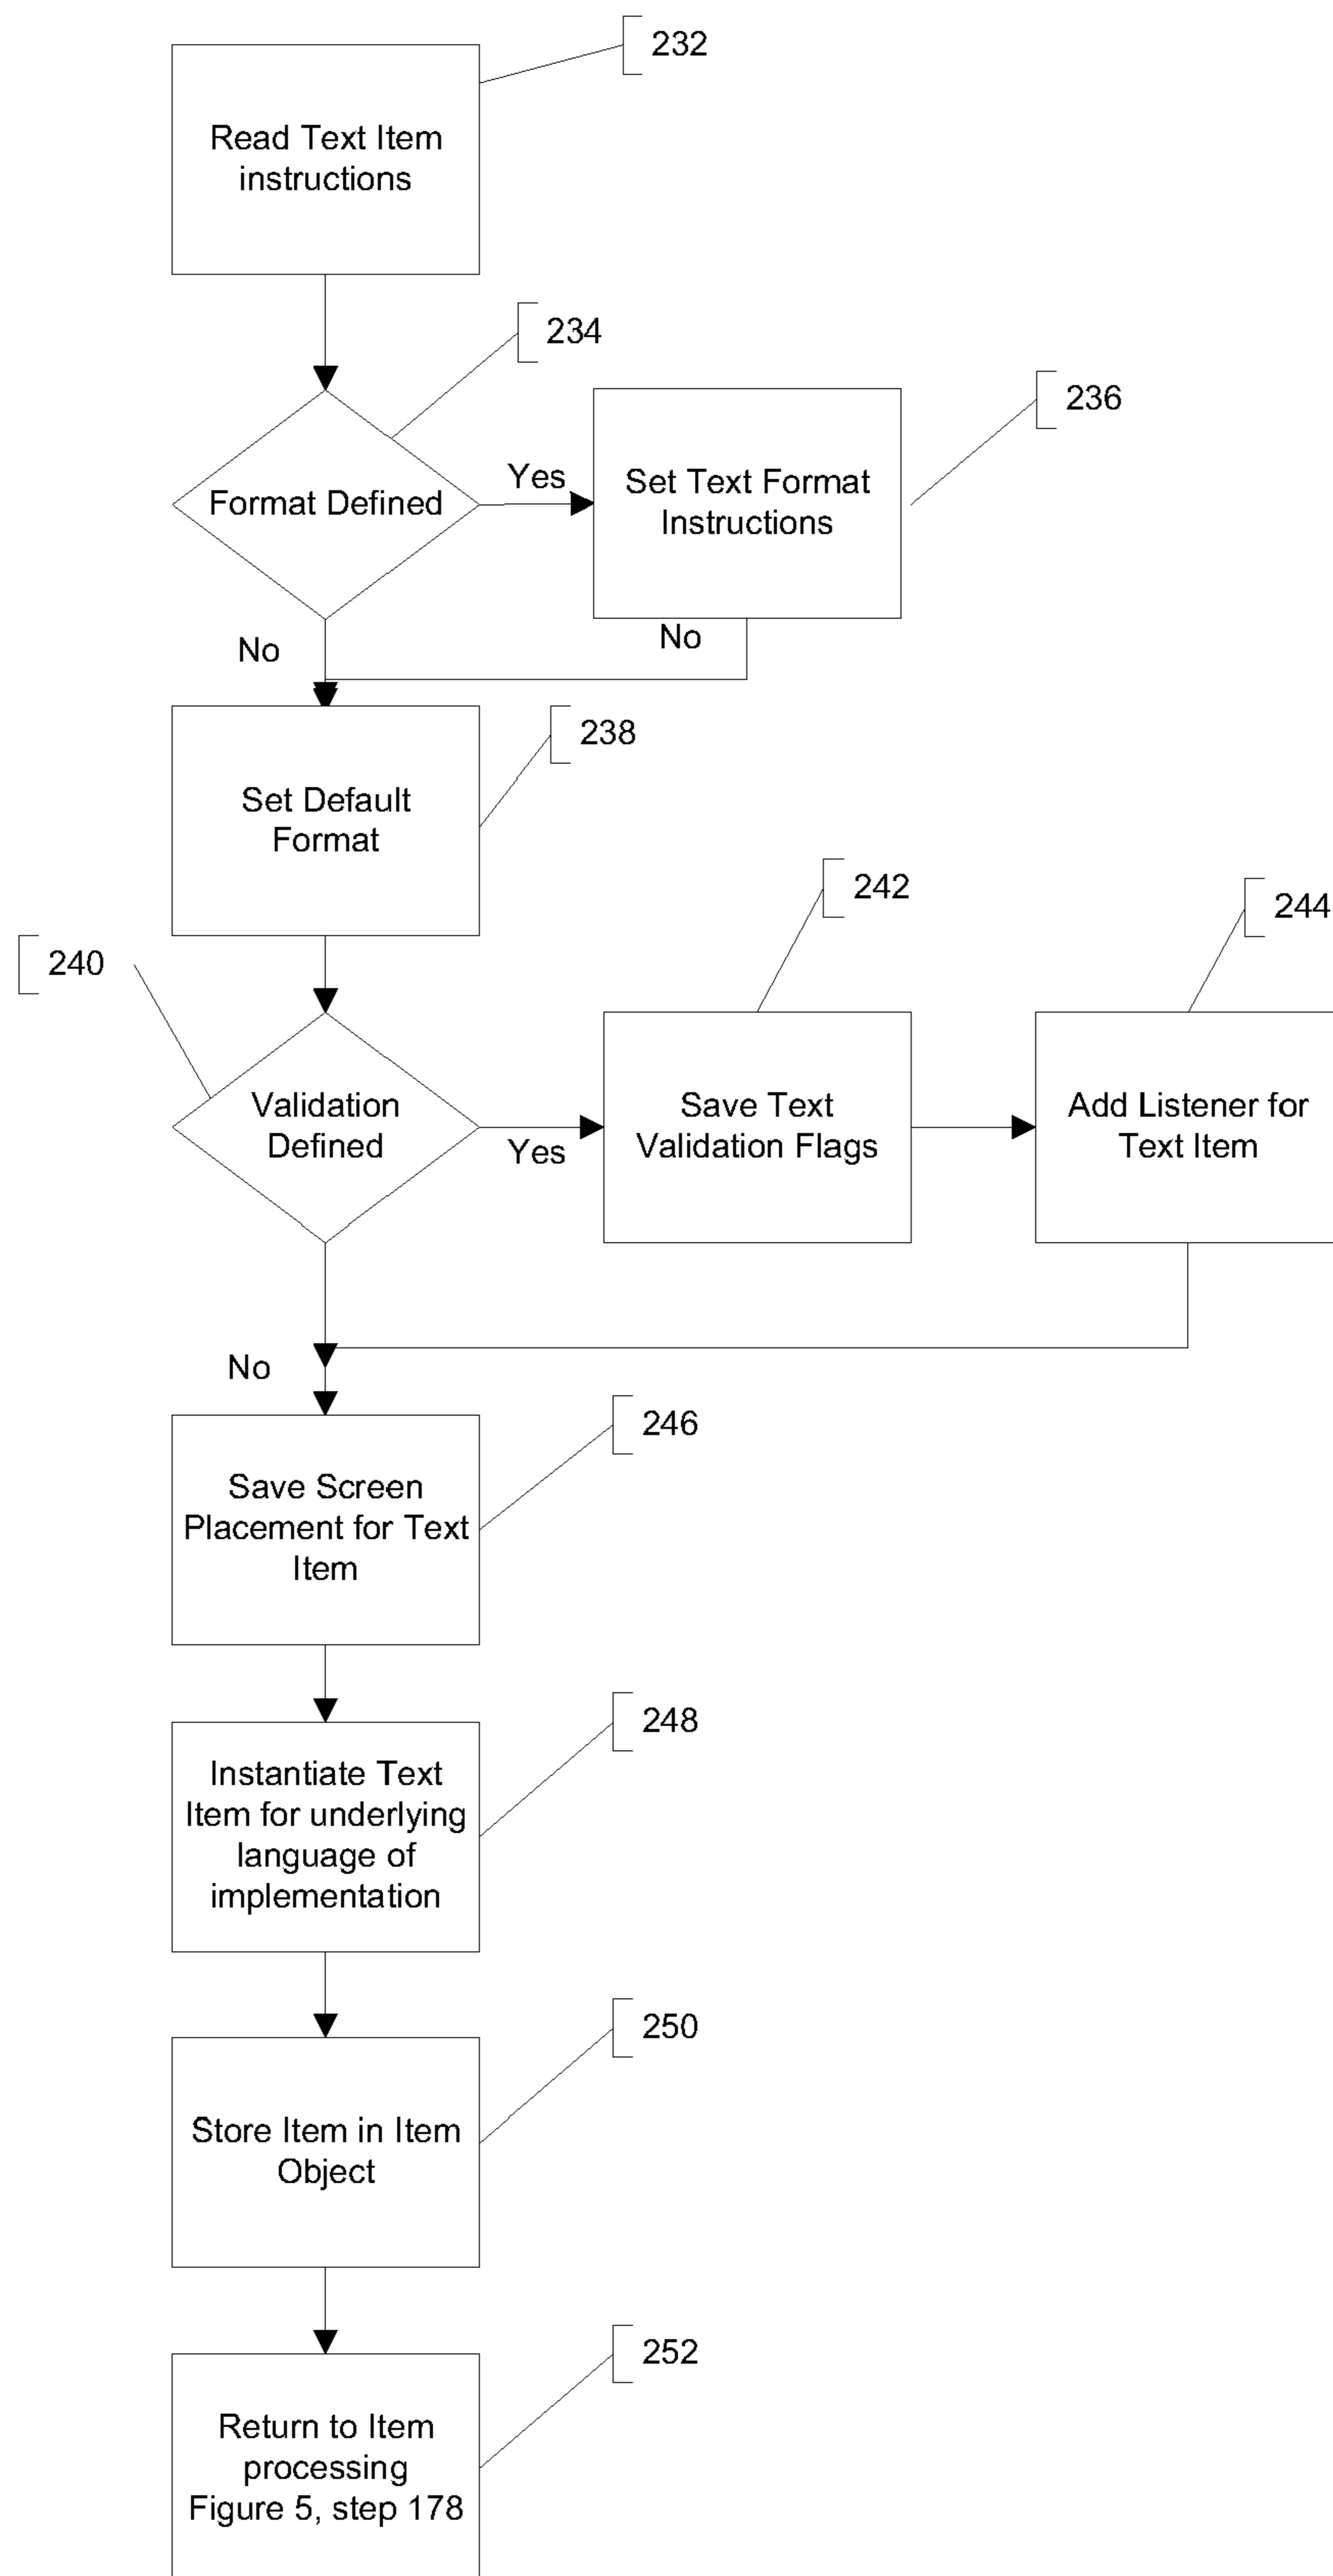 232
Read Text Item
instructions
234
236
Format Defined
Yes
Set Text Format
Instructions
No
No
238
Set Default
Format
242
244
240
Validation
Defined
Yes
Save Text
Validation Flags
Add Listener for
Text Item
No
246
Save Screen
Placement for Text
Item
248
Instantiate Text
Item for underlying
language of
implementation
250
Store Item in Item
Object
252
Return to Item
processing
Figure 5, step 178